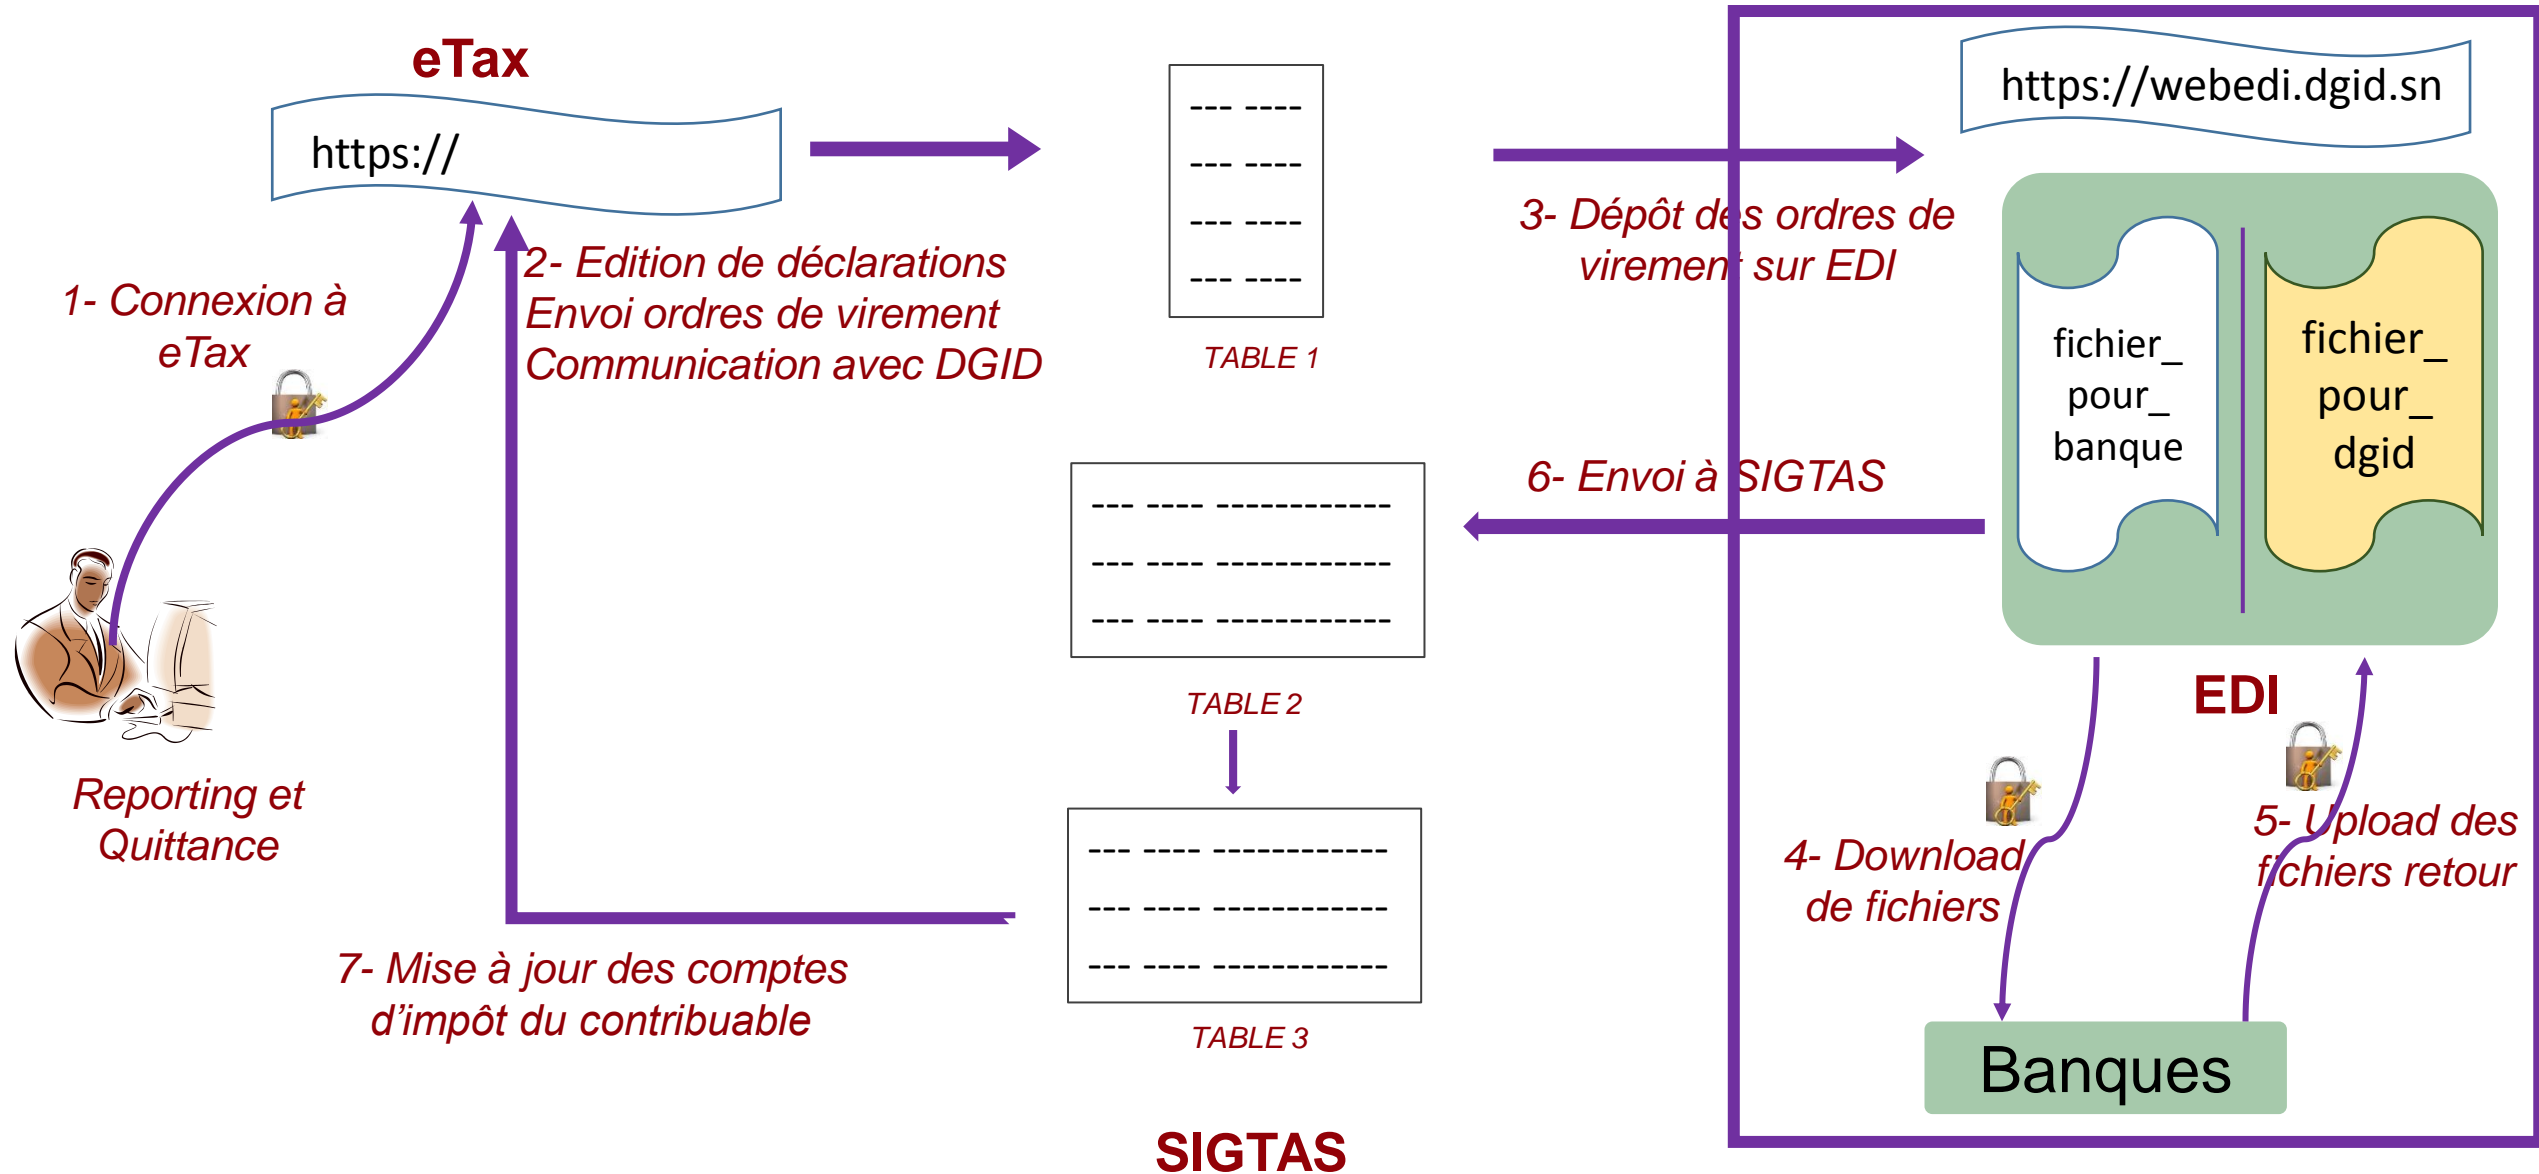 eTax
https://
1- Connexion à
eTax
2- Edition de déclarations
Envoi ordres de virement
Communication avec DGID
--- ----
--- ----
--- ----
--- ----
TABLE 1
3- Dépôt des ordres de
virement sur EDI
https://webedi.dgid.sn
fichier_
pour_
banque
fichier_
pour_
dgid
6- Envoi à SIGTAS
--- ---- ------------
--- ---- ------------
--- ---- ------------
TABLE 2
EDI
Reporting et
Quittance
4- Download
de fichiers
5- Upload des
fichiers retour
--- ---- ------------
--- ---- ------------
--- ---- ------------
TABLE 3
7- Mise à jour des comptes
d’impôt du contribuable
Banques
SIGTAS